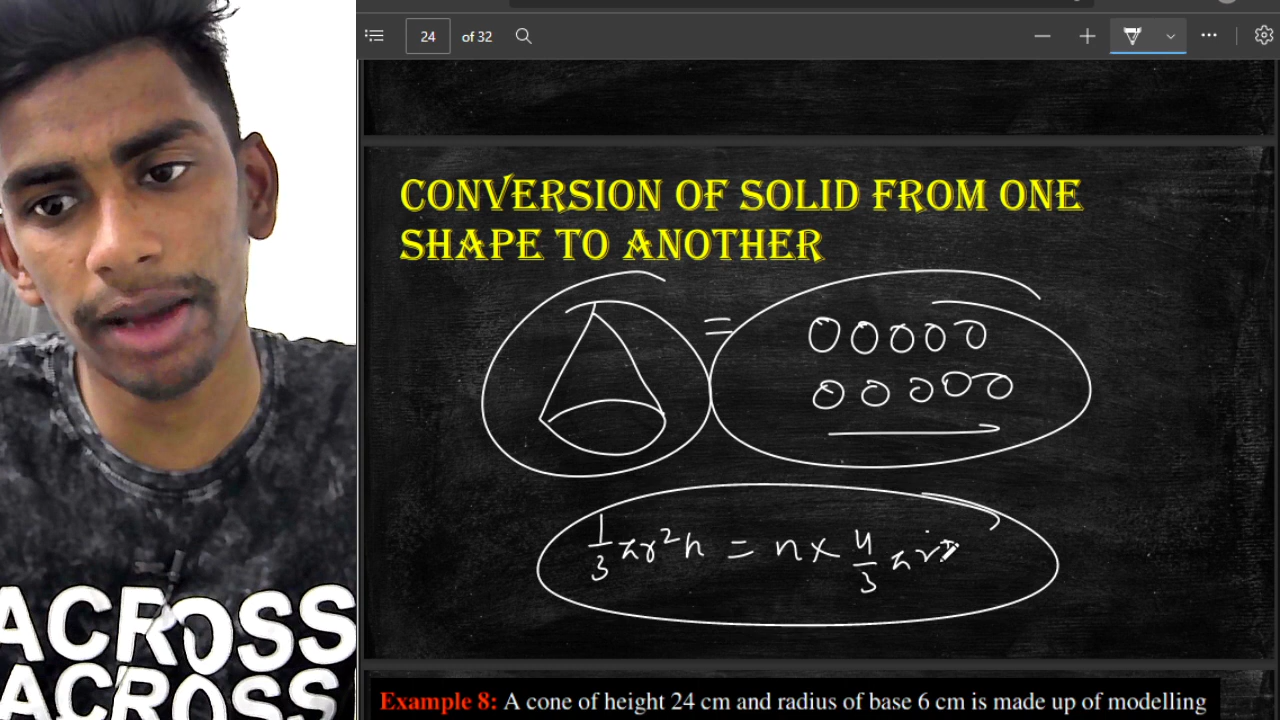 24 of 32
CONVERSION OF SOLID FROM ONE
SHAPE TO ANOTHER
=
1/3 πr²h = n × 4/3 π
Example 8: A cone of height 24 cm and radius of base 6 cm is made up of modelling
ACROSS
ACROSS